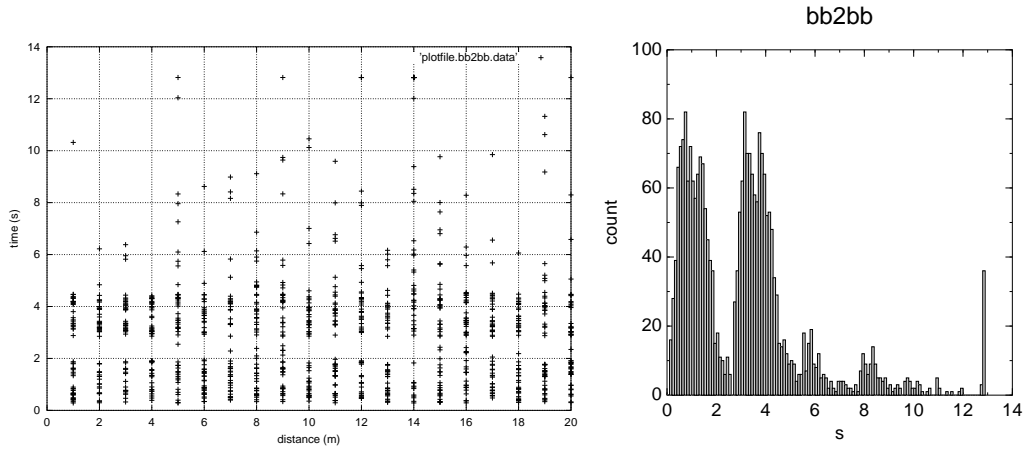 14
12
10
8
6
4
2
0
time (s)
'plotfile.bb2bb.data'
0 2 4 6 8 10 12 14 16 18 20
distance (m)
bb2bb
100
80
60
40
20
0
count
0 2 4 6 8 10 12 14
s